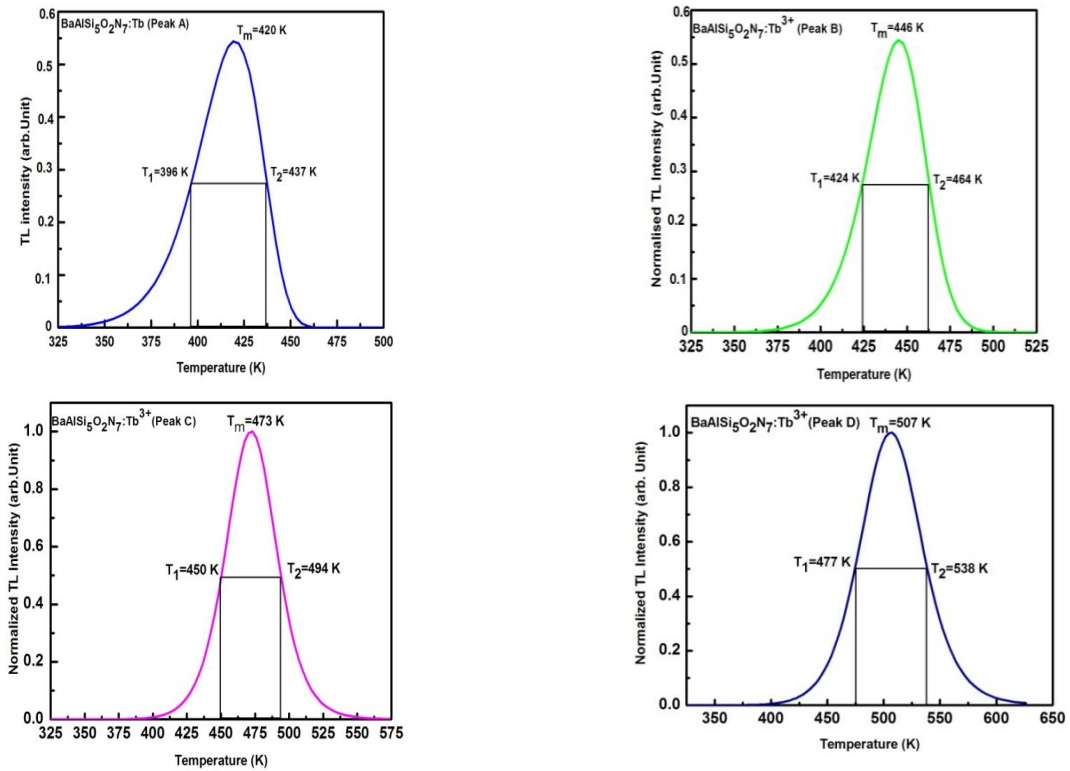 BaAlSi5O2N7:Tb (Peak A)
Tm=420 K
T1=396 K
T2=437 K
TL intensity (arb.Unit)
0.6
0.5
0.4
0.3
0.2
0.1
0
325 350 375 400 425 450 475 500
Temperature (K)
BaAlSi5O2N7:Tb3+ (Peak B)
Tm=446 K
T1=424 K
T2=464 K
Normalised TL Intensity (arb.Unit)
0.6
0.5
0.4
0.3
0.2
0.1
0
325 350 375 400 425 450 475 500 525
Temperature (K)
BaAlSi5O2N7:Tb3+ (Peak C)
Tm=473 K
T1=450 K
T2=494 K
Normalized TL Intensity (arb.Unit)
1.0
0.8
0.6
0.4
0.2
0.0
325 350 375 400 425 450 475 500 525 550 575
Temperature (K)
BaAlSi5O2N7:Tb3+(Peak D)
Tm=507 K
T1=477 K
T2=538 K
Normalized TL Intensity (arb.Unit)
1.0
0.8
0.6
0.4
0.2
0.0
350 400 450 500 550 600 650
Temperature (K)